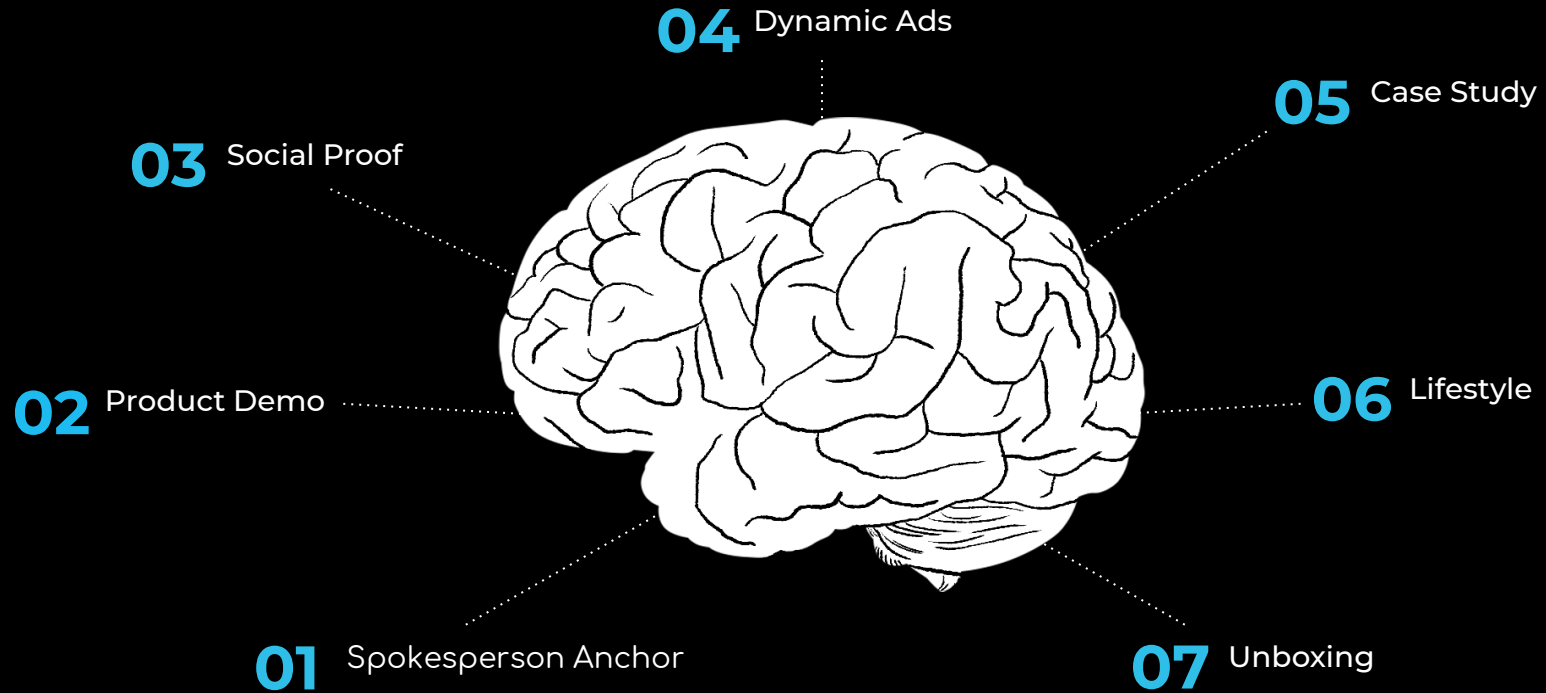 04 Dynamic Ads
05 Case Study
03 Social Proof
02 Product Demo
06 Lifestyle
01 Spokesperson Anchor
07 Unboxing